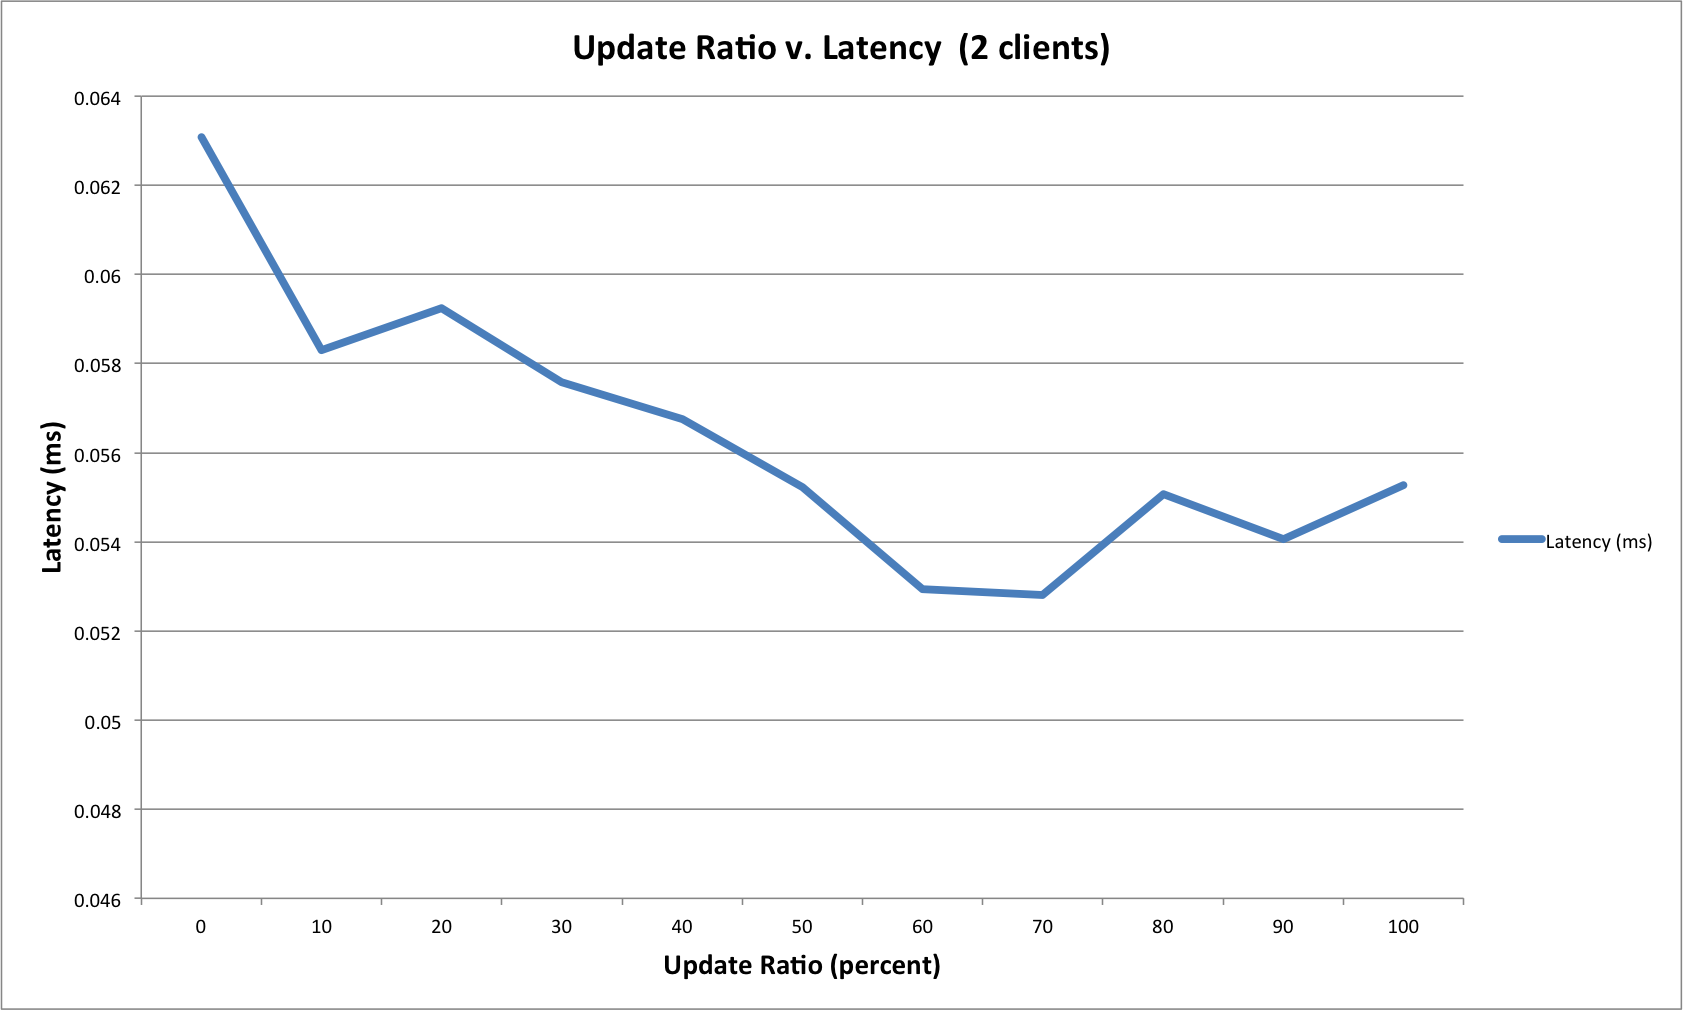 Update Ratio v. Latency  (2 clients)
0.064
0.062
0.06
0.058
0.056
0.054
0.052
0.05
0.048
0.046
Latency (ms)
0 10 20 30 40 50 60 70 80 90 100
Update Ratio (percent)
Latency (ms)